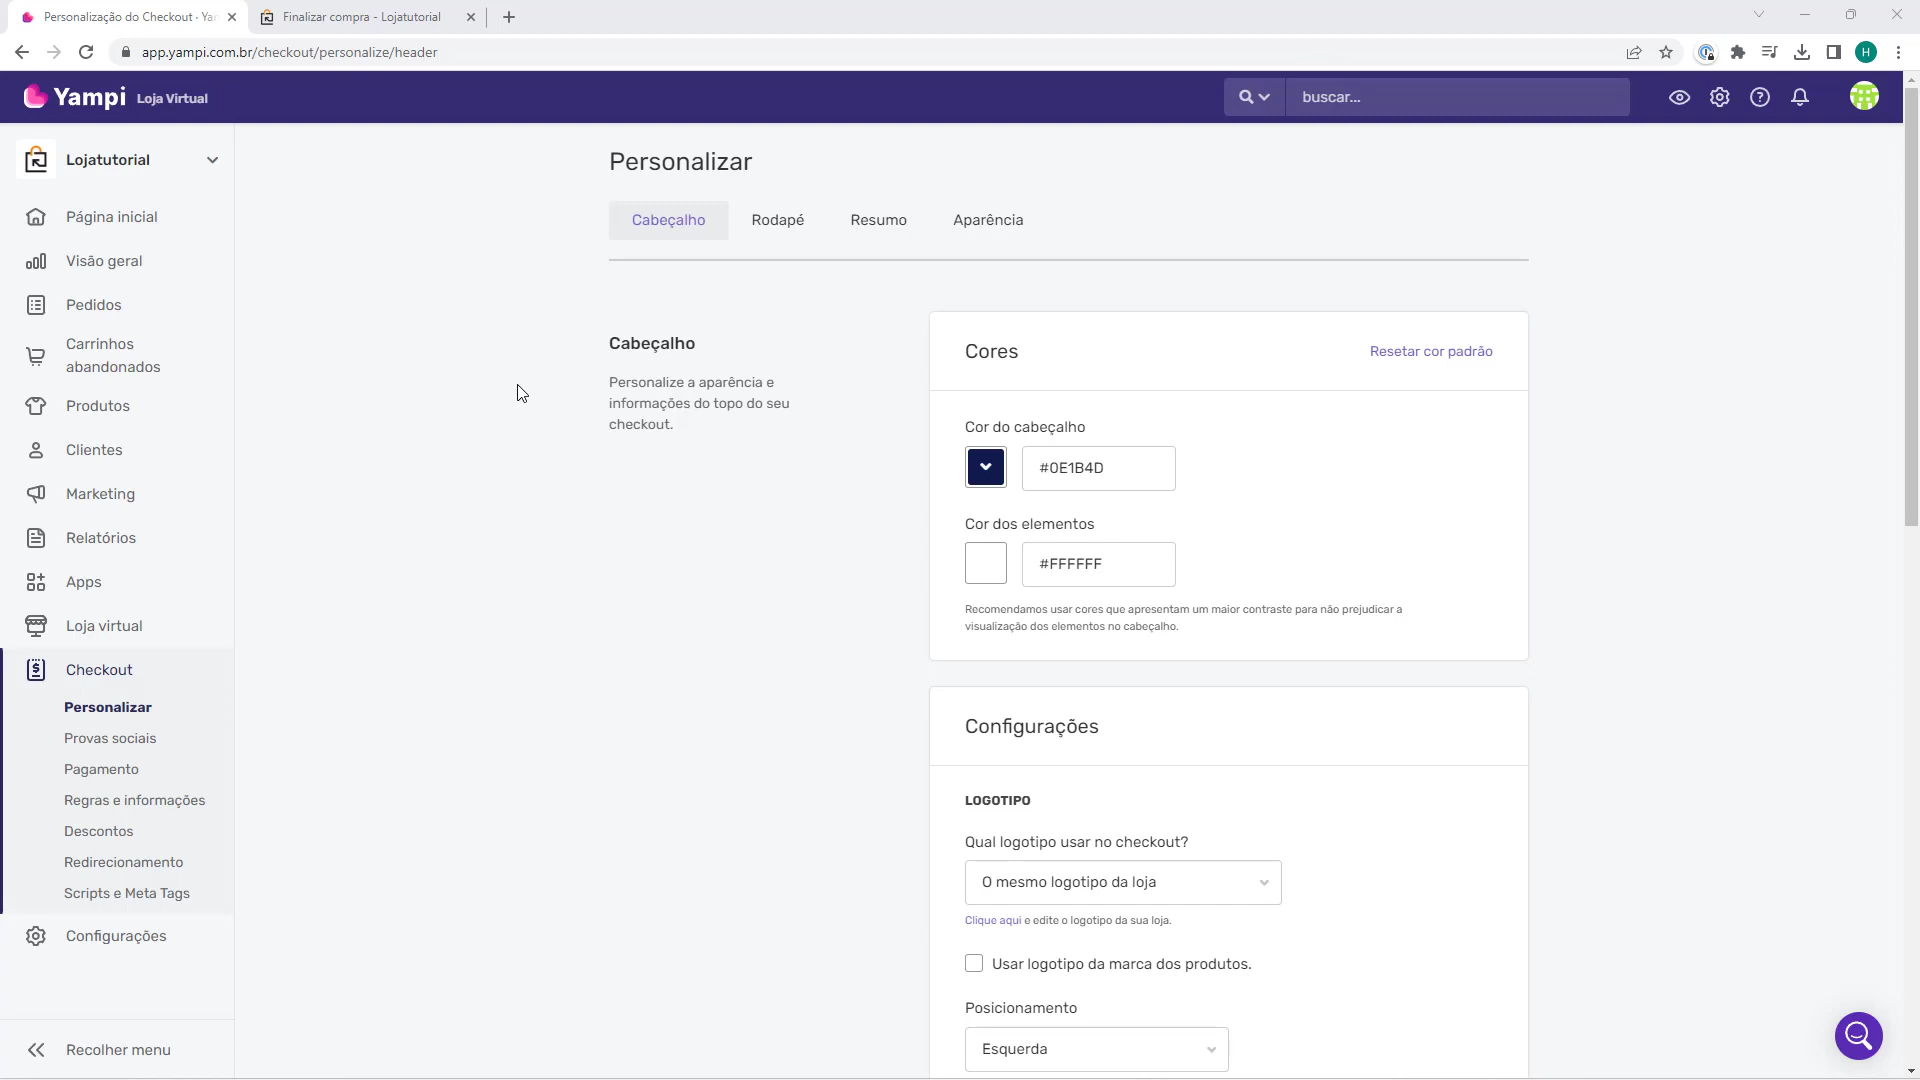 Personalização do Checkout · Yam
Finalizar compra - Lojatutorial
app.yampi.com.br/checkout/personalize/header
H
Yampi Loja Virtual
buscar...
Lojatutorial
Página inicial
Visão geral
Pedidos
Carrinhos
abandonados
Produtos
Clientes
Marketing
Relatórios
Apps
Loja virtual
Checkout
Personalizar
Provas sociais
Pagamento
Regras e informações
Descontos
Redirecionamento
Scripts e Meta Tags
Configurações
Recolher menu
Personalizar
Cabeçalho
Rodapé
Resumo
Aparência
Cabeçalho
Personalize a aparência e
informações do topo do seu
checkout.
Cores
Resetar cor padrão
Cor do cabeçalho
#0E1B4D
Cor dos elementos
#FFFFFF
Recomendamos usar cores que apresentam um maior contraste para não prejudicar a
visualização dos elementos no cabeçalho.
Configurações
LOGOTIPO
Qual logotipo usar no checkout?
O mesmo logotipo da loja
Clique aqui e edite o logotipo da sua loja.
Usar logotipo da marca dos produtos.
Posicionamento
Esquerda